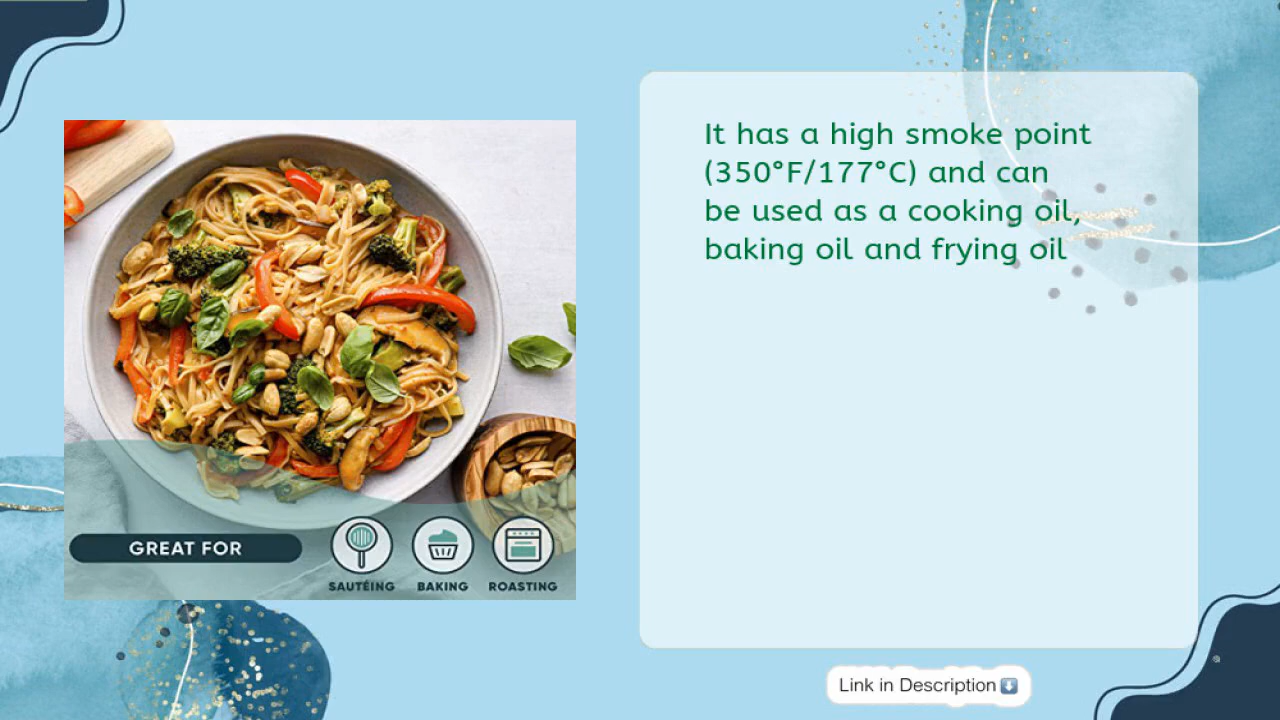 It has a high smoke point
(350°F/177°C) and can
be used as a cooking oil,
baking oil and frying oil
GREAT FOR
SAUTÉING BAKING ROASTING
Link in Description ⬇️